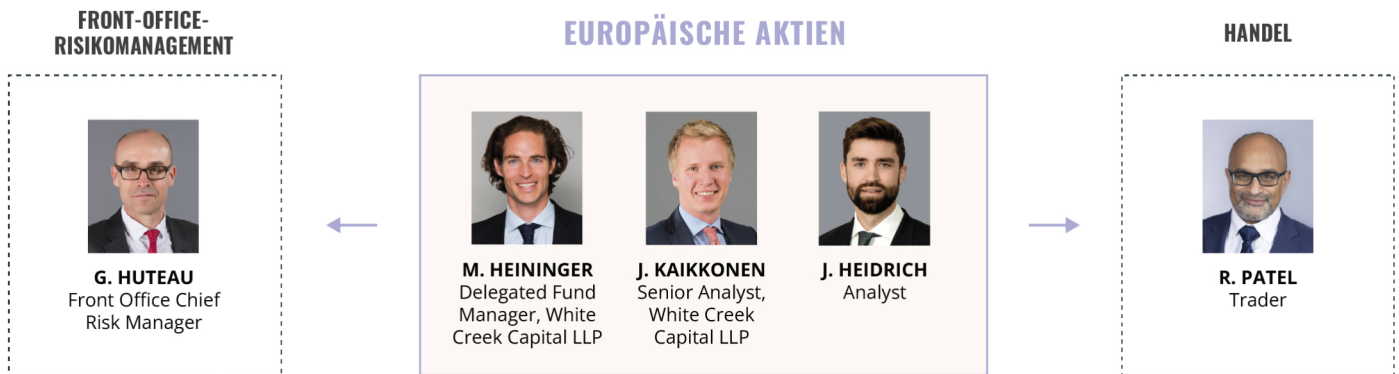 FRONT-OFFICE-
RISIKOMANAGEMENT
EUROPÄISCHE AKTIEN
HANDEL
G. HUTEAU
Front Office Chief
Risk Manager
M. HEININGER
Delegated Fund
Manager, White
Creek Capital LLP
J. KAIKKONEN
Senior Analyst,
White Creek
Capital LLP
J. HEIDRICH
Analyst
R. PATEL
Trader